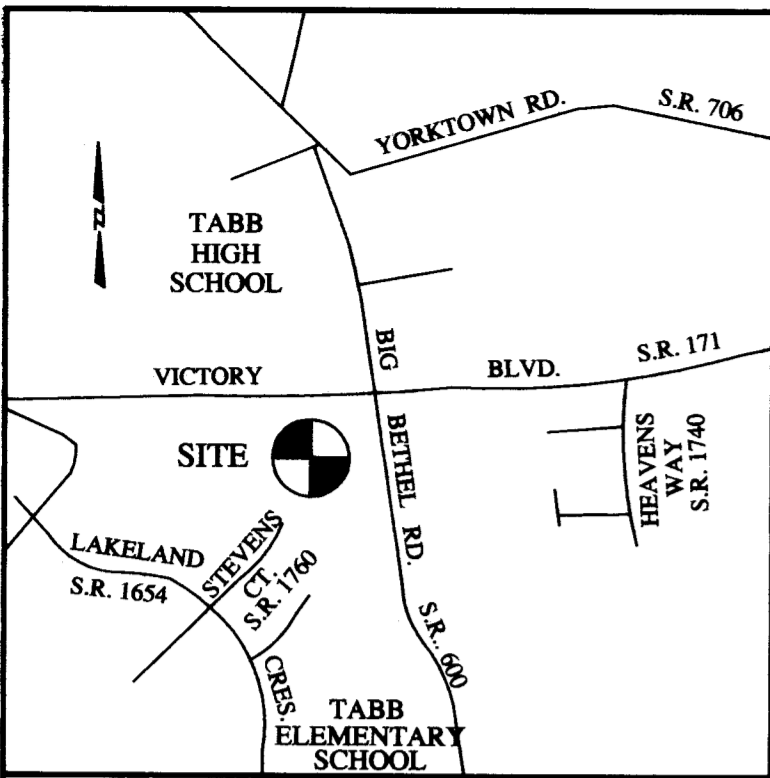 YORKTOWN RD.
S.R. 706
TABB
HIGH
SCHOOL
N
BIG
BETHEL RD.
S.R.. 600
VICTORY
BLVD.
S.R. 171
SITE
HEAVENS
WAY
S.R. 1740
LAKELAND
CRES.
S.R. 1654
STEVENS
CT.
S.R. 1760
TABB
ELEMENTARY
SCHOOL